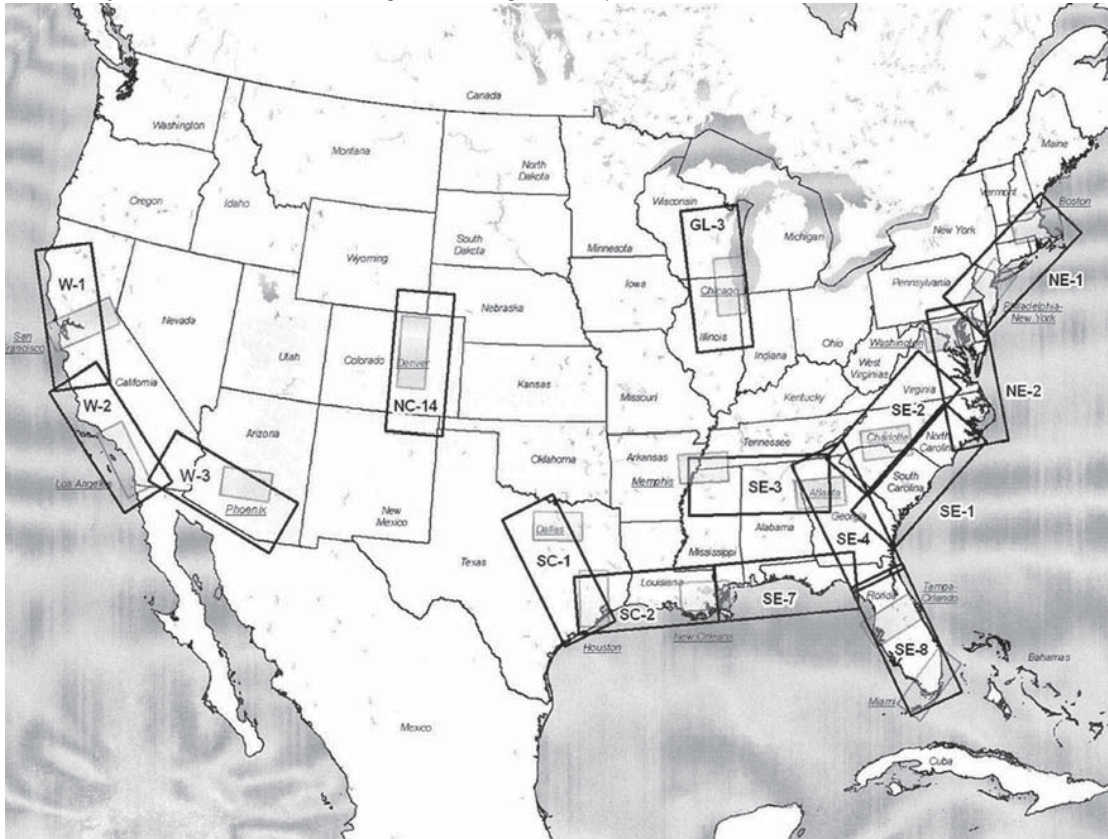 Canada
Washington
Montana
North
Dakota
Maine
Oregon
Idaho
Wisconsin
Vermont
Boston
South
Dakota
Minnesota
GL-3
Michigan
New York
Wyoming
W-1
Iowa
Chicago
Pennsylvania
NE-1
Nebraska
Philadelphia-
New York
San
Francisco
Nevada
Utah
Colorado
Denver
Illinois
Indiana
Ohio
Washington
West
Virginias
Kansas
California
Missouri
Kentucky
Virginia
NE-2
W-2
NC-14
SE-2
Arizona
Tennessee
Charlotte
North
Carolina
Oklahoma
Arkansas
W-3
Los Angeles
Memphis
SE-3
Atlanta
South
Carolina
Phoenix
New
Mexico
Dallas
Alabama
Georgia
SE-1
SE-4
Texas
SC-1
Mississippi
Louisiana
Florida
Tampa-
Orlando
SC-2
SE-7
New Orleans
Houston
SE-8
Bahamas
Miami
Mexico
Cuba